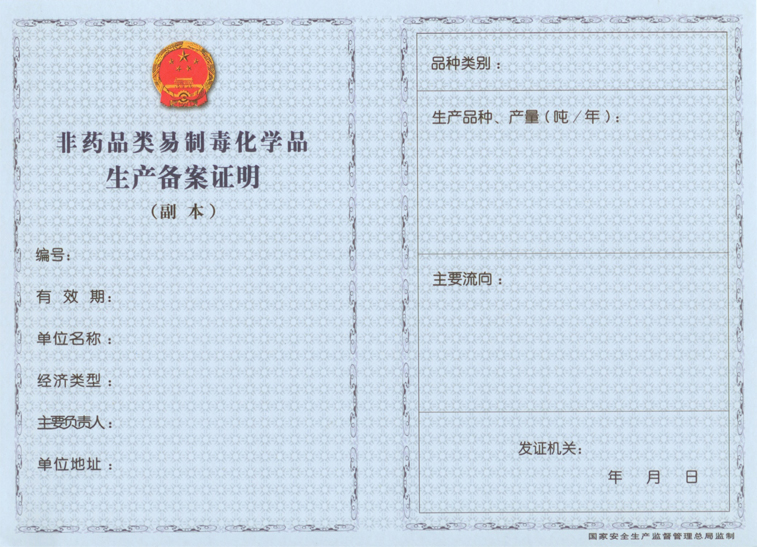 非药品类易制毒化学品
生产备案证明
（副 本）
编号：
有 效 期：
单位名称：
经济类型：
主要负责人：
单位地址：
品种类别：
生产品种、产量（吨／年）：
主要流向：
发证机关：
年 月 日
国家安全生产监督管理总局监制